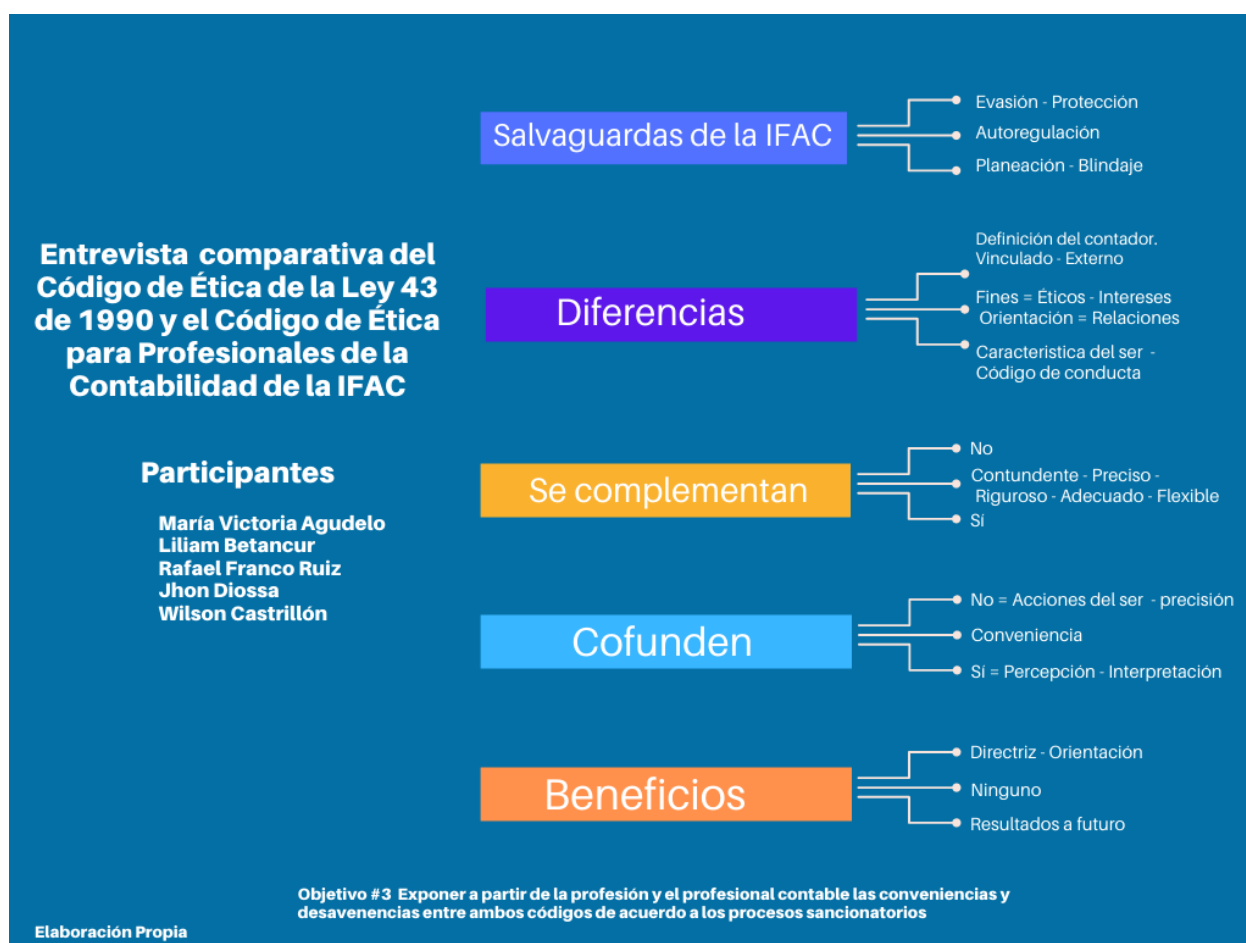 Entrevista comparativa del
Código de Ética de la Ley 43
de 1990 y el Código de Ética
para Profesionales de la
Contabilidad de la IFAC
Participantes
María Victoria Agudelo
Liliam Betancur
Rafael Franco Ruiz
Jhon Diossa
Wilson Castrillón
Salvaguardas de la IFAC
Evasión - Protección
Autoregulación
Planeación - Blindaje
Diferencias
Definición del contador.
Vinculado - Externo
Fines = Éticos - Intereses
Orientación = Relaciones
Caracteristica del ser -
Código de conducta
Se complementan
No
Contundente - Preciso -
Riguroso - Adecuado - Flexible
Sí
Cofunden
No = Acciones del ser - precisión
Conveniencia
Sí = Percepción - Interpretación
Beneficios
Directriz - Orientación
Ninguno
Resultados a futuro
Objetivo #3 Exponer a partir de la profesión y el profesional contable las conveniencias y
desavenencias entre ambos códigos de acuerdo a los procesos sancionatorios
Elaboración Propia